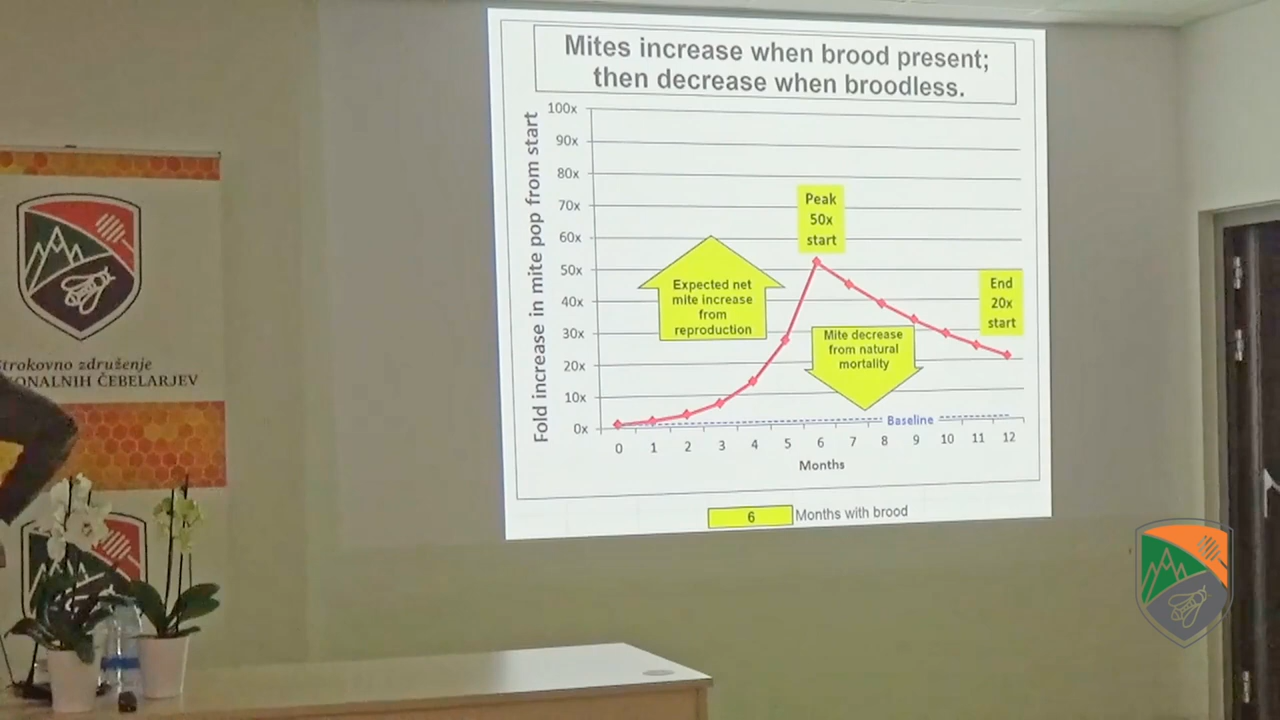 Mites increase when brood present;
then decrease when broodless.
Fold increase in mite pop from start
100x
90x
80x
70x
60x
50x
40x
30x
20x
10x
0x
Peak
50x
start
Expected net
mite increase
from
reproduction
Mite decrease
from natural
mortality
End
20x
start
Baseline
0 1 2 3 4 5 6 7 8 9 10 11 12
Months
6 Months with brood
trokovno združenje
ONALNIH ČEBELARJEV